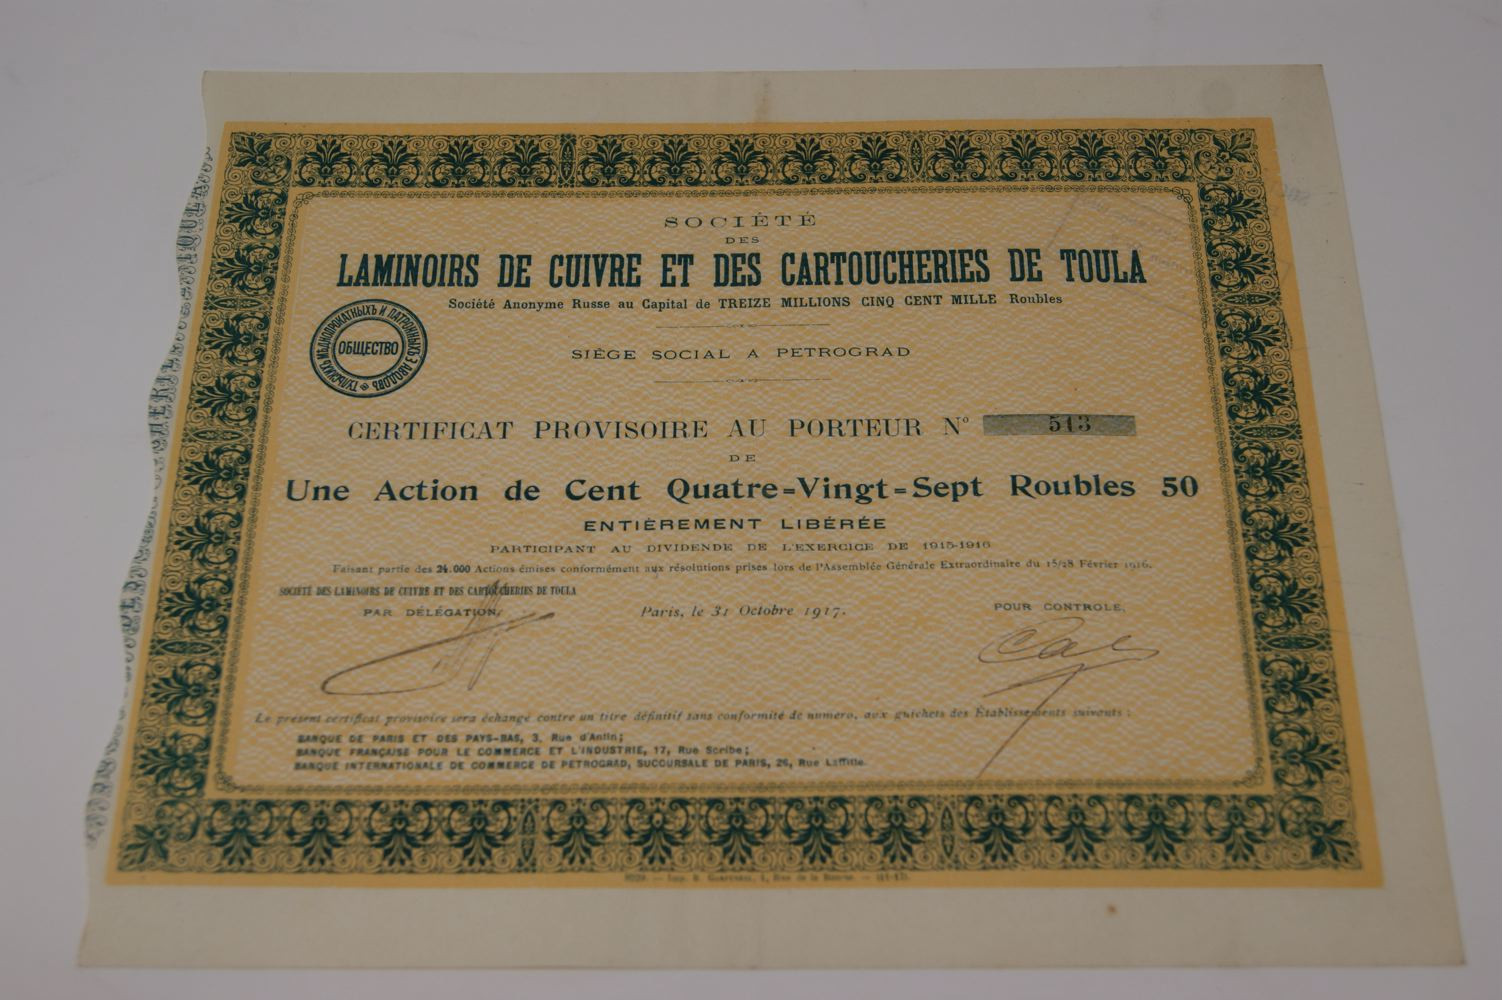 SOCIÉTÉ
DES
LAMINOIRS DE CUIVRE ET DES CARTOUCHERIES DE TOULA
Société Anonyme Russe au Capital de TREIZE MILLIONS CINQ CENT MILLE Roubles
ТУЛЬСКИХЪ МѢДНОПРОКАТНЫХЪ И ПАТРОННЫХЪ ЗАВОДОВЪ
ОБЩЕСТВО
SIÈGE SOCIAL A PETROGRAD
CERTIFICAT PROVISOIRE AU PORTEUR No 513
DE
Une Action de Cent Quatre=Vingt=Sept Roubles 50
ENTIÈREMENT LIBÉRÉE
PARTICIPANT AU DIVIDENDE DE L'EXERCICE DE 1915-1916
Faisant partie des 24.000 Actions émises conformément aux résolutions prises lors de l'Assemblée Générale Extraordinaire du 15/28 Février 1916.
SOCIÉTÉ DES LAMINOIRS DE CUIVRE ET DES CARTOUCHERIES DE TOULA
PAR DÉLÉGATION,
Paris, le 31 Octobre 1917.
POUR CONTROLE,
Le présent certificat provisoire sera échangé contre un titre définitif sans conformité de numéro, aux guichets des Établissements suivants :
BANQUE DE PARIS ET DES PAYS-BAS, 3, Rue d'Antin;
BANQUE FRANÇAISE POUR LE COMMERCE ET L'INDUSTRIE, 17, Rue Scribe;
BANQUE INTERNATIONALE DE COMMERCE DE PETROGRAD, SUCCURSALE DE PARIS, 26, Rue Laffitte.